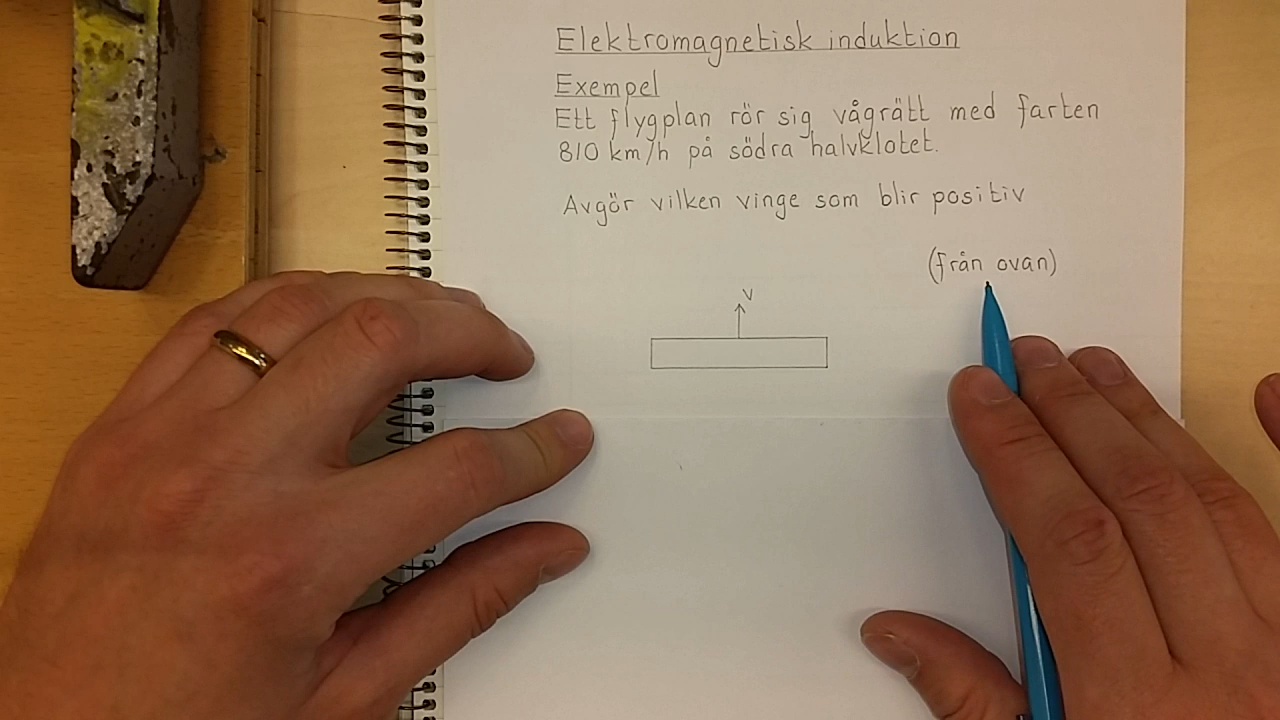 Elektromagnetisk induktion
Exempel
Ett flygplan rör sig vågrätt med farten
810 km/h på södra halvklotet.
Avgör vilken vinge som blir positiv
(från ovan)
v